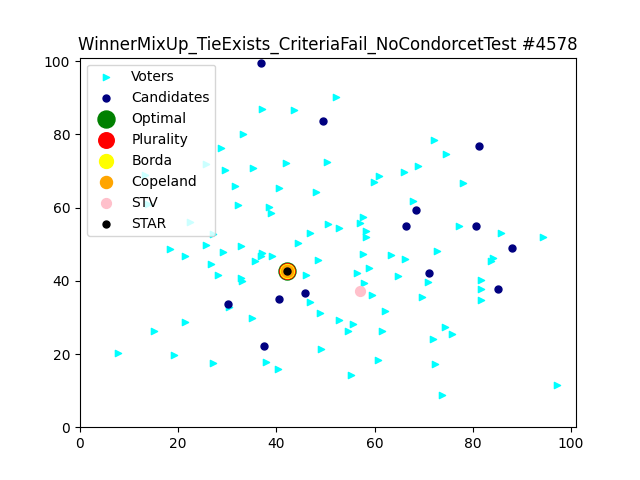 WinnerMixUp_TieExists_CriteriaFail_NoCondorcetTest #4578
100
80
60
40
20
0
Voters
Candidates
Optimal
Plurality
Borda
Copeland
STV
STAR
0 20 40 60 80 100